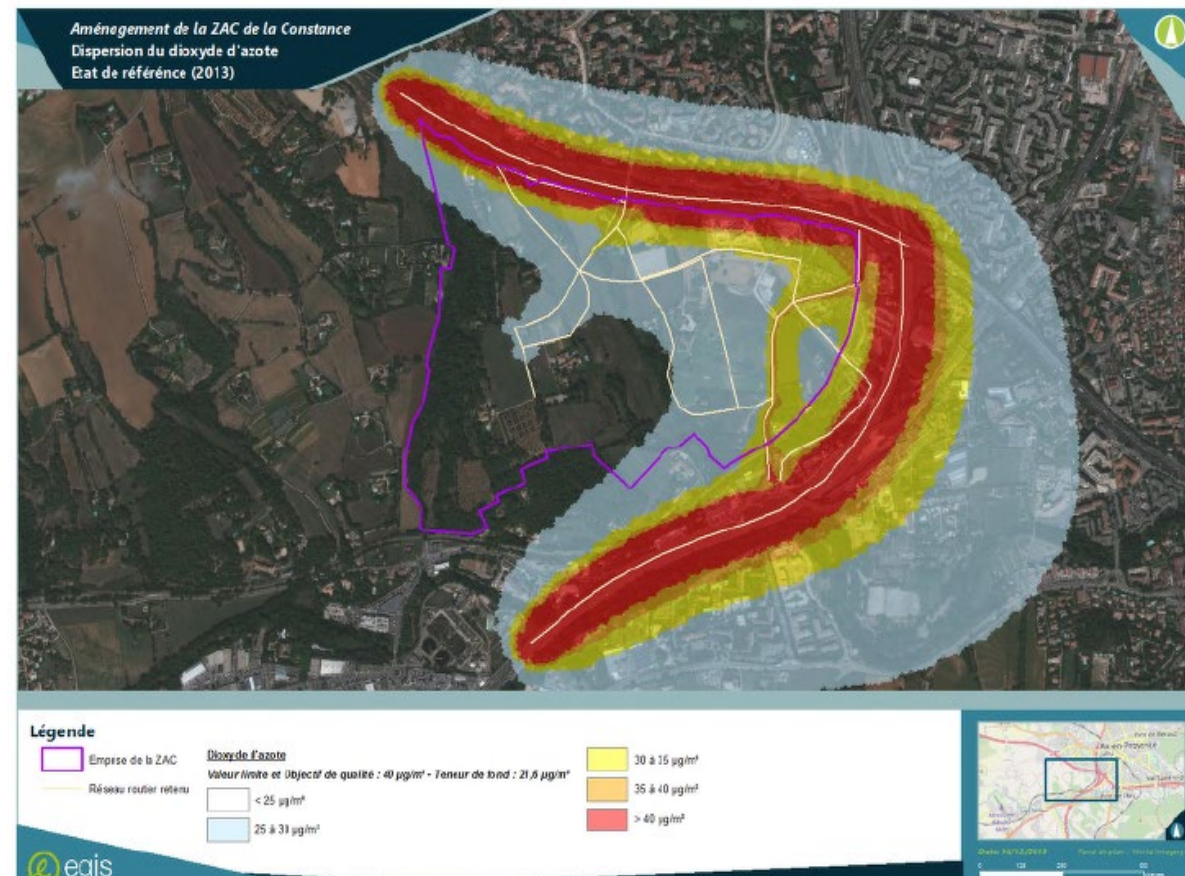 Aménagement de la ZAC de la Constance
Dispersion du dioxyde d'azote
Etat de référence (2013)
Légende
Emprise de la ZAC
Réseau routier retenu
Dioxyde d'azote
Valeur limite et Objectif de qualité : 40 µg/m³ - Teneur de fond : 21,6 µg/m³
< 25 µg/m³
25 à 30 µg/m³
30 à 35 µg/m³
35 à 40 µg/m³
> 40 µg/m³
Aix-en-Provence
egis